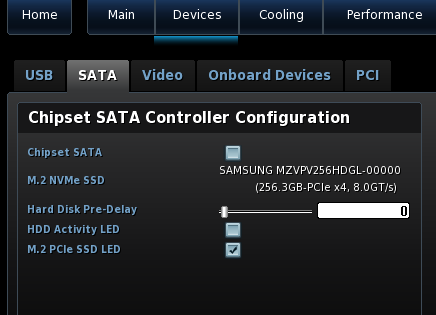 Home Main Devices Cooling Performance
USB SATA Video Onboard Devices PCI
Chipset SATA Controller Configuration
Chipset SATA
M.2 NVMe SSD SAMSUNG MZVPV256HDGL-00000
(256.3GB-PCIe x4, 8.0GT/s)
Hard Disk Pre-Delay 0
HDD Activity LED
M.2 PCIe SSD LED